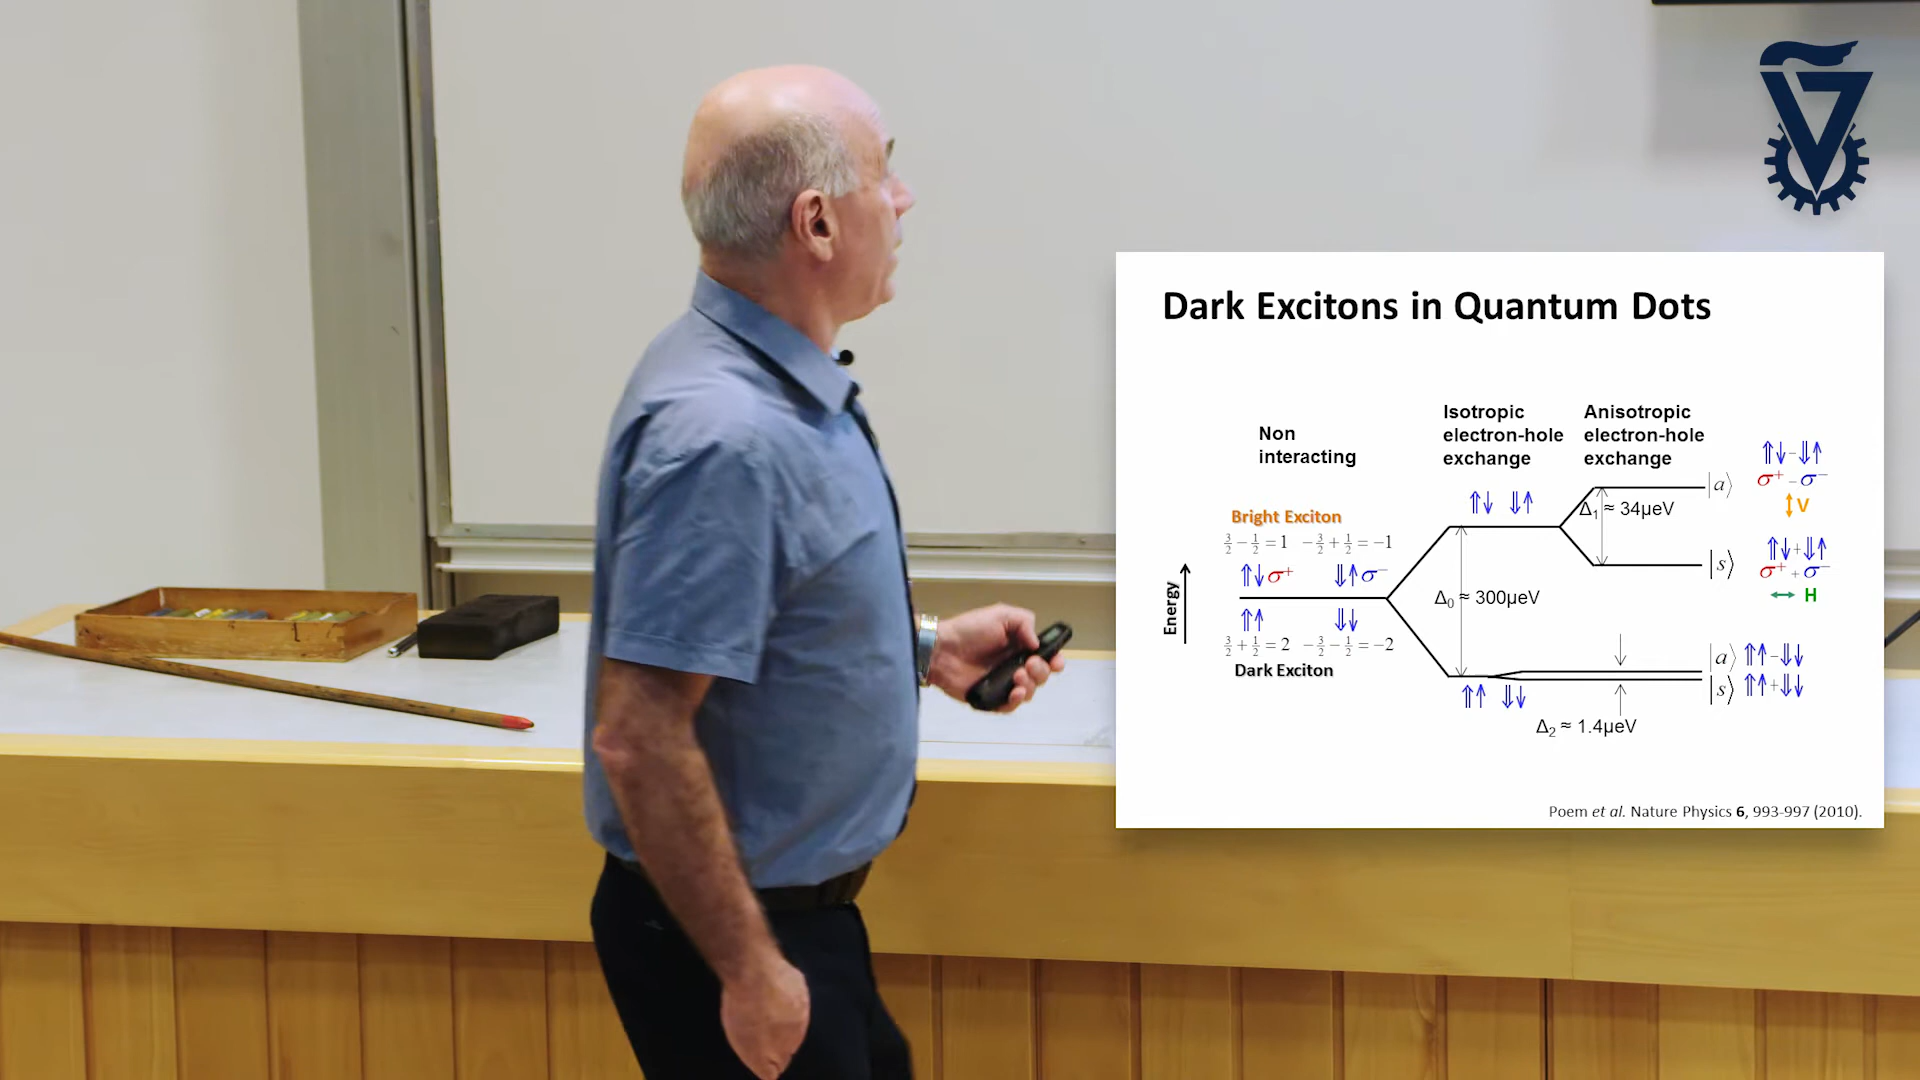 Dark Excitons in Quantum Dots
Non
interacting
Isotropic
electron-hole
exchange
Anisotropic
electron-hole
exchange
⇑↓−⇓↑
σ⁺−σ⁻
↕V
|a⟩
⇑↓ ⇓↑
Δ₁ ≈ 34µeV
Bright Exciton
3/2 − 1/2 = 1 −3/2 + 1/2 = −1
⇑↓σ⁺ ⇓↑σ⁻
⇑↓+⇓↑
σ⁺+σ⁻
↔ H
|s⟩
Energy
Δ₀ ≈ 300µeV
⇑↑ ⇓↓
3/2 + 1/2 = 2 −3/2 − 1/2 = −2
Dark Exciton
|a⟩ ⇑↑−⇓↓
|s⟩ ⇑↑+⇓↓
⇑↑ ⇓↓
Δ₂ ≈ 1.4µeV
Poem et al. Nature Physics 6, 993-997 (2010).